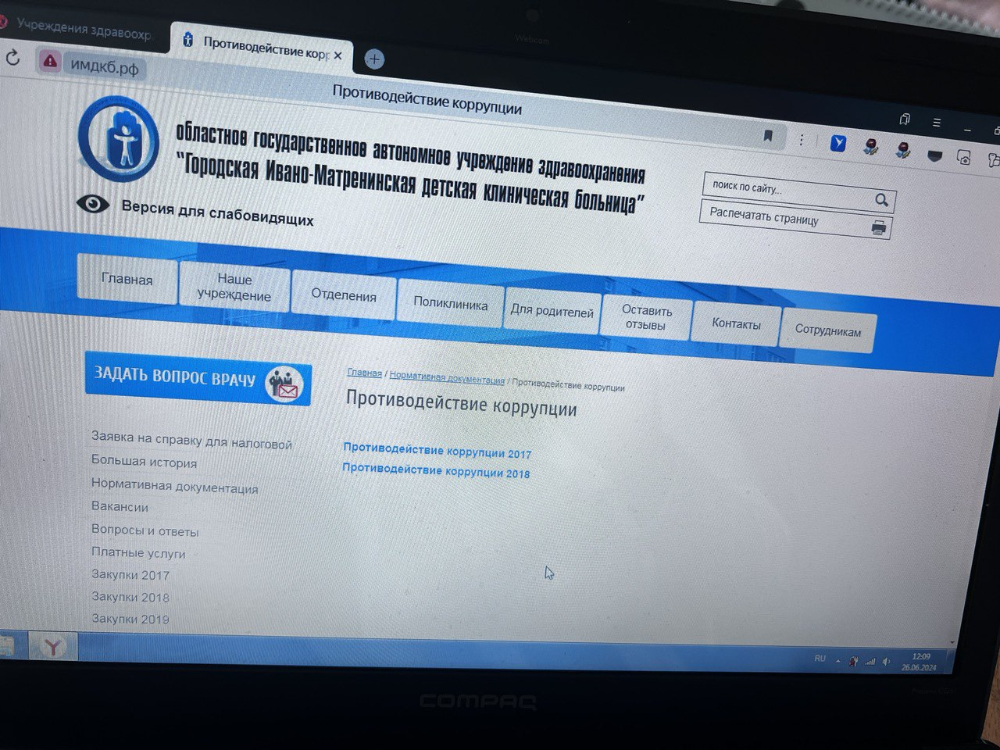 Webcam
Учреждения здравоохр
Противодействие корр
имдкб.рф
Противодействие коррупции
областное государственное автономное учреждение здравоохранения
"Городская Ивано-Матренинская детская клиническая больница"
Версия для слабовидящих
поиск по сайту...
Распечатать страницу
Главная
Наше
учреждение
Отделения
Поликлиника
Для родителей
Оставить
отзывы
Контакты
Сотрудникам
ЗАДАТЬ ВОПРОС ВРАЧУ
Главная / Нормативная документация / Противодействие коррупции
Противодействие коррупции
Противодействие коррупции 2017
Противодействие коррупции 2018
Заявка на справку для налоговой
Большая история
Нормативная документация
Вакансии
Вопросы и ответы
Платные услуги
Закупки 2017
Закупки 2018
Закупки 2019
RU
12:09
26.06.2024
COMPAQ